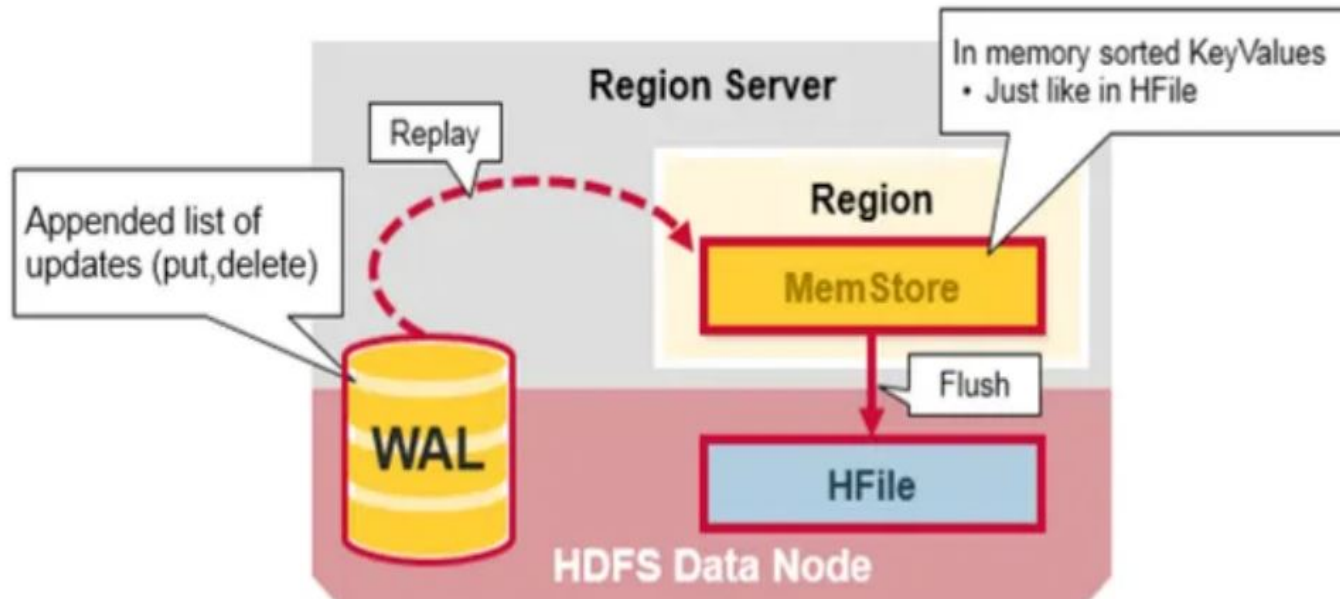 In memory sorted KeyValues
• Just like in HFile
Region Server
Replay
Region
Appended list of
updates (put,delete)
MemStore
Flush
WAL
HFile
HDFS Data Node